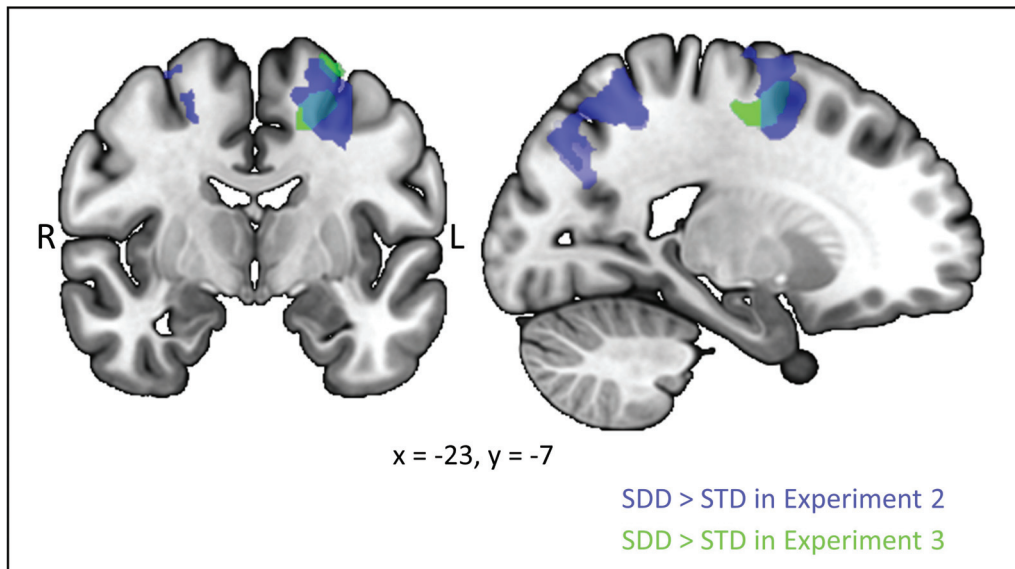 R
L
x = -23, y = -7
SDD > STD in Experiment 2
SDD > STD in Experiment 3